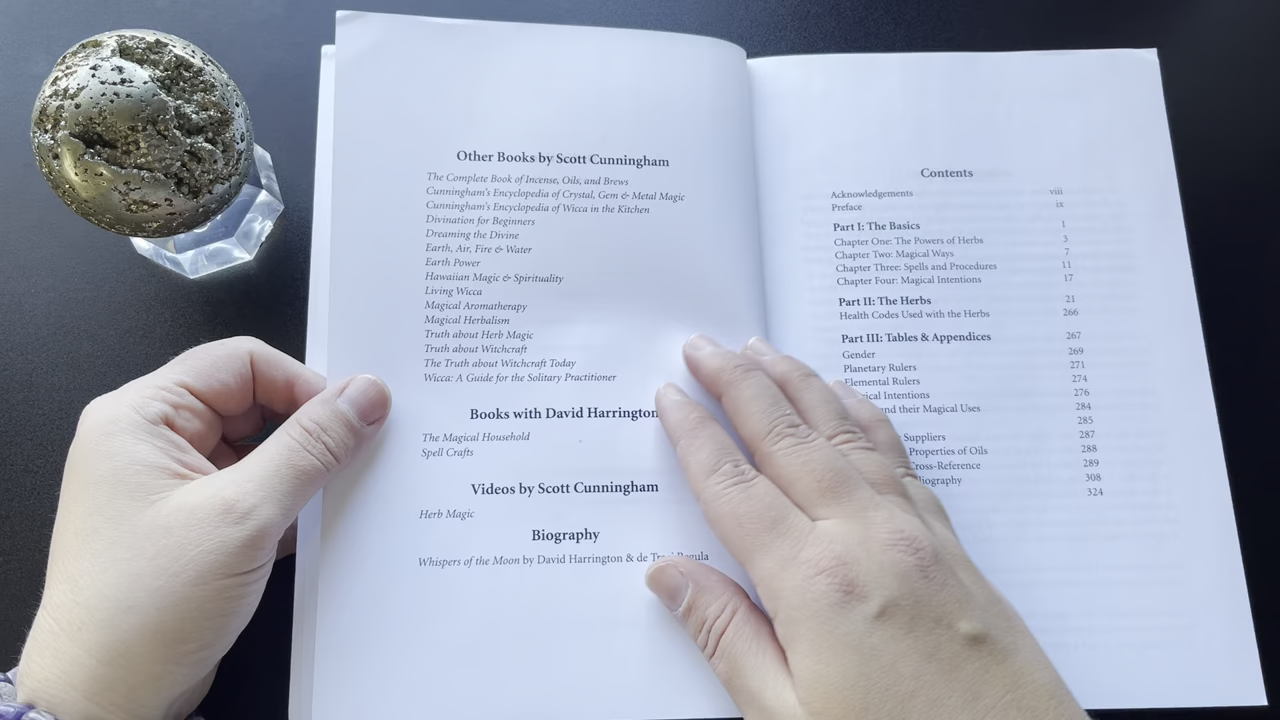 Other Books by Scott Cunningham
The Complete Book of Incense, Oils, and Brews
Cunningham's Encyclopedia of Crystal, Gem & Metal Magic
Cunningham's Encyclopedia of Wicca in the Kitchen
Divination for Beginners
Dreaming the Divine
Earth, Air, Fire & Water
Earth Power
Hawaiian Magic & Spirituality
Living Wicca
Magical Aromatherapy
Magical Herbalism
Truth about Herb Magic
Truth about Witchcraft
The Truth about Witchcraft Today
Wicca: A Guide for the Solitary Practitioner
Books with David Harrington
The Magical Household
Spell Crafts
Videos by Scott Cunningham
Herb Magic
Biography
Whispers of the Moon by David Harrington & de
Contents
Acknowledgements viii
Preface ix
Part I: The Basics 1
Chapter One: The Powers of Herbs 3
Chapter Two: Magical Ways 7
Chapter Three: Spells and Procedures 11
Chapter Four: Magical Intentions 17
Part II: The Herbs 21
Health Codes Used with the Herbs 266
Part III: Tables & Appendices 267
Gender 269
Planetary Rulers 271
Elemental Rulers 274
Intentions 276
and their Magical Uses 284
285
Suppliers 287
Properties of Oils 288
Cross-Reference 289
308
324